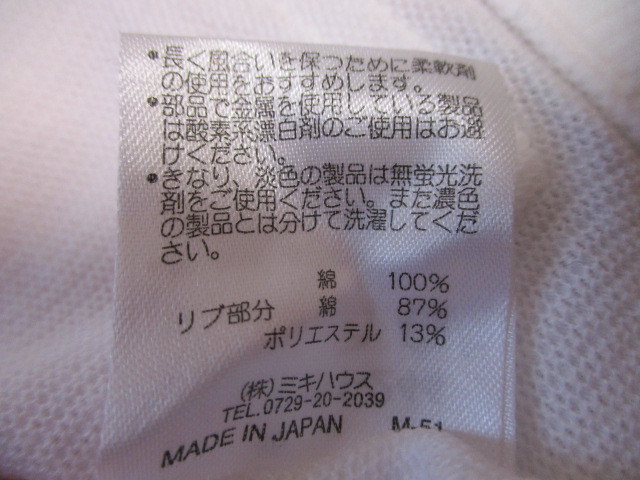 •長く風合いを保つために柔軟剤
の使用をおすすめします。
•部品で金属を使用している製品
は酸素系漂白剤のご使用はお避
けください。
•きなり、淡色の製品は無蛍光洗
剤をご使用ください。また濃色
の製品とは分けて洗濯してくだ
さい。
綿 100%
リブ部分 綿 87%
ポリエステル 13%
(株)ミキハウス
TEL.0729-20-2039
MADE IN JAPAN M-51